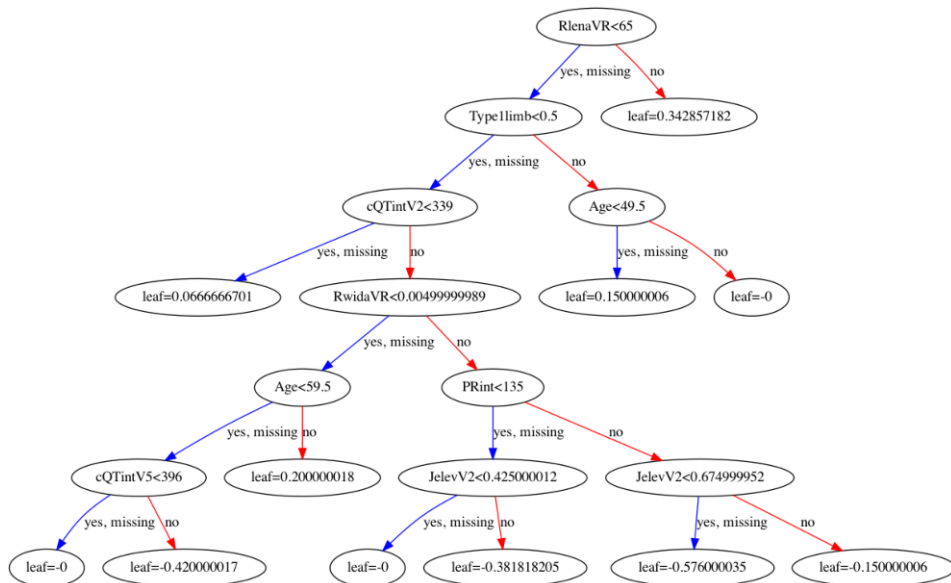 RlenaVR<65
yes, missing
no
Type1limb<0.5
leaf=0.342857182
yes, missing
no
cQTintV2<339
Age<49.5
yes, missing
no
yes, missing
no
leaf=0.0666666701
RwidaVR<0.00499999989
leaf=0.150000006
leaf=-0
yes, missing
no
Age<59.5
PRint<135
yes, missing
no
yes, missing
no
cQTintV5<396
leaf=0.200000018
JelevV2<0.425000012
JelevV2<0.674999952
yes, missing
no
yes, missing
no
yes, missing
no
leaf=-0
leaf=-0.420000017
leaf=-0
leaf=-0.381818205
leaf=-0.576000035
leaf=-0.150000006